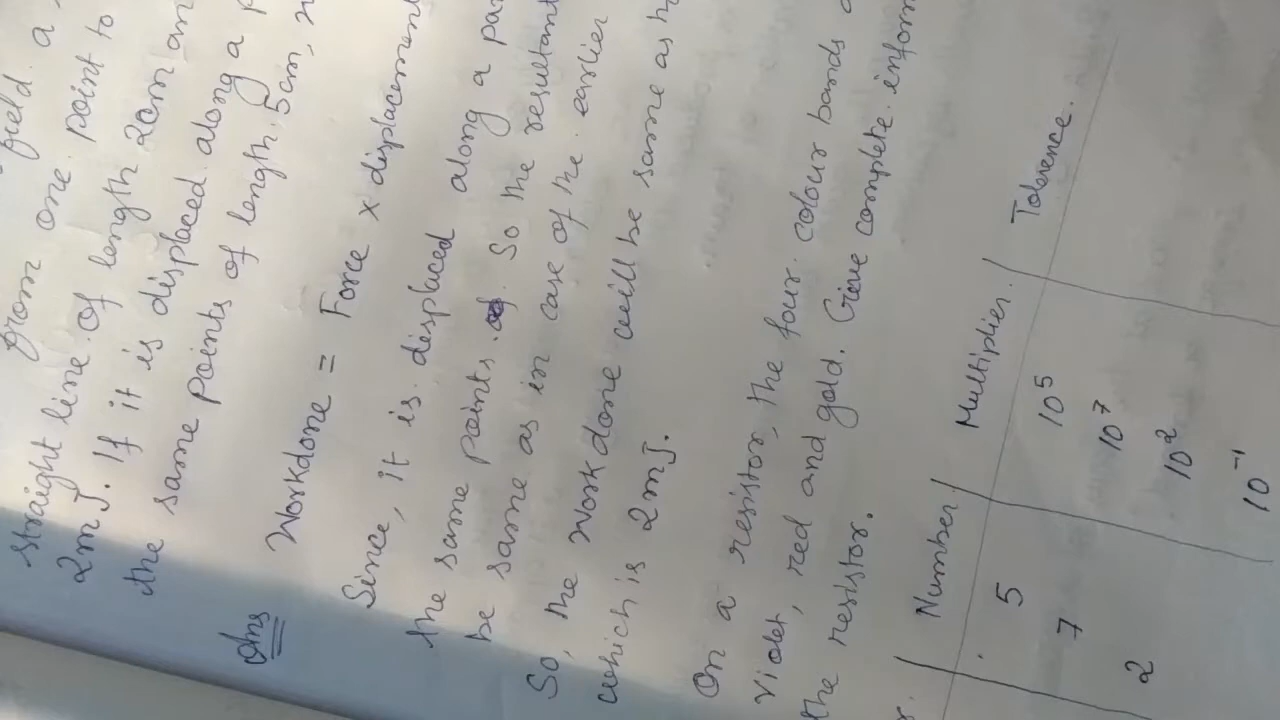 field. a
from one point to
straight line of length 2cm an
2mJ. If it is displaced along a p
the same points of length 5cm, n
Ans Workdone = Force × displacement
Since, it is displaced along a pa
the same points. So the resultant
be same as in case of the earlier
So, the workdone will be same as
which is 2mJ.
On a resistor, the four colour bands
violet, red and gold. Give complete inform
the resistor.
r. Number Multiplier Tolerence.
5 10⁵
7 10⁷
2 10²
10⁻¹